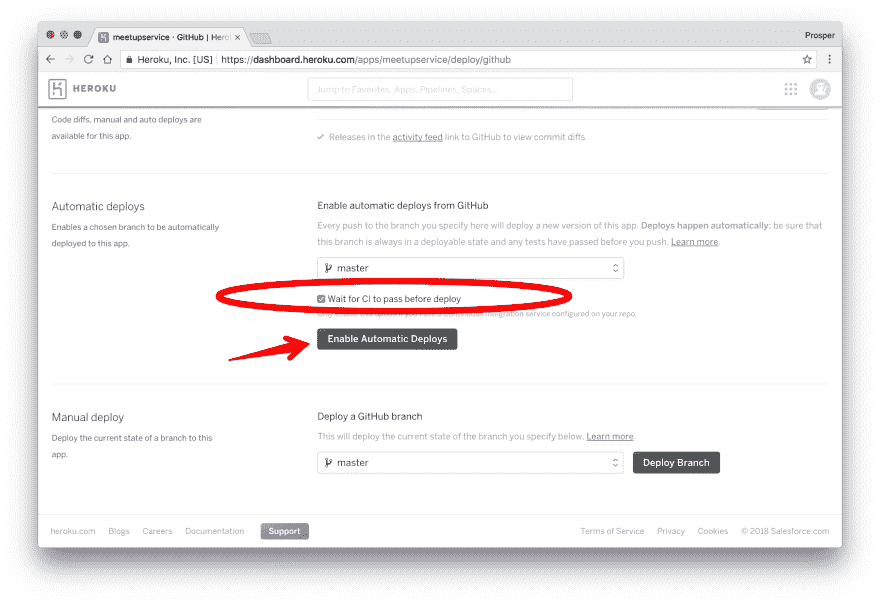 meetupservice · GitHub | Hero
Prosper
Heroku, Inc. [US] | https://dashboard.heroku.com/apps/meetupservice/deploy/github
HEROKU
Jump to Favorites, Apps, Pipelines, Spaces...
Code diffs, manual and auto deploys are
available for this app.
Releases in the activity feed link to GitHub to view commit diffs
Automatic deploys
Enables a chosen branch to be automatically
deployed to this app.
Enable automatic deploys from GitHub
Every push to the branch you specify here will deploy a new version of this app. Deploys happen automatically: be sure that
this branch is always in a deployable state and any tests have passed before you push. Learn more.
master
Wait for CI to pass before deploy
Only enable this option if you have a Continuous Integration service configured on your repo.
Enable Automatic Deploys
Manual deploy
Deploy the current state of a branch to this
app.
Deploy a GitHub branch
This will deploy the current state of the branch you specify below. Learn more.
master
Deploy Branch
heroku.com
Blogs
Careers
Documentation
Support
Terms of Service
Privacy
Cookies
© 2018 Salesforce.com